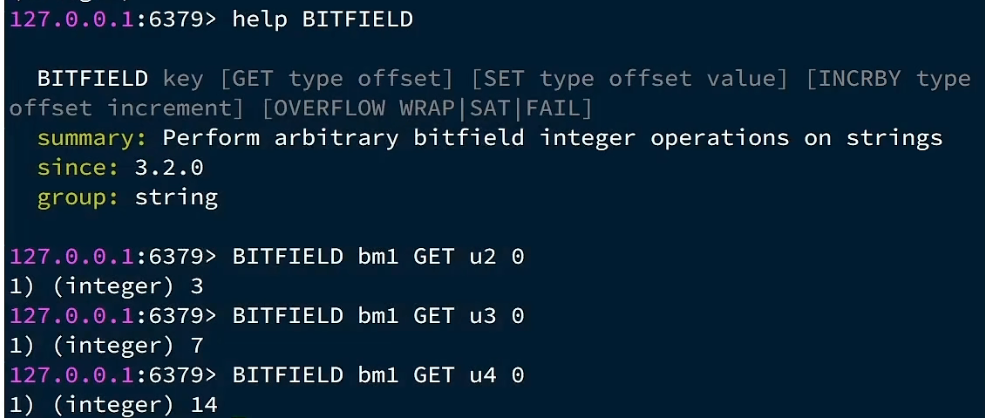 127.0.0.1:6379> help BITFIELD
BITFIELD key [GET type offset] [SET type offset value] [INCRBY type
offset increment] [OVERFLOW WRAP|SAT|FAIL]
summary: Perform arbitrary bitfield integer operations on strings
since: 3.2.0
group: string
127.0.0.1:6379> BITFIELD bm1 GET u2 0
1) (integer) 3
127.0.0.1:6379> BITFIELD bm1 GET u3 0
1) (integer) 7
127.0.0.1:6379> BITFIELD bm1 GET u4 0
1) (integer) 14